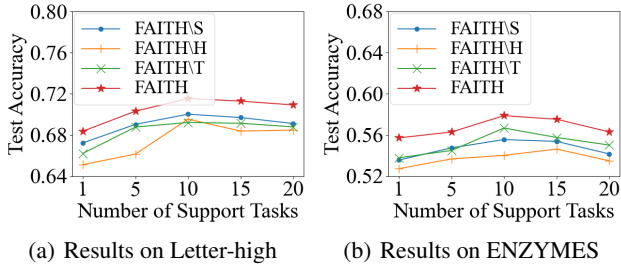 0.80
0.76
0.72
0.68
0.64
Test Accuracy
FAITH\S
FAITH\H
FAITH\T
FAITH
1 5 10 15 20
Number of Support Tasks
(a) Results on Letter-high
0.68
0.64
0.60
0.56
0.52
Test Accuracy
FAITH\S
FAITH\H
FAITH\T
FAITH
1 5 10 15 20
Number of Support Tasks
(b) Results on ENZYMES